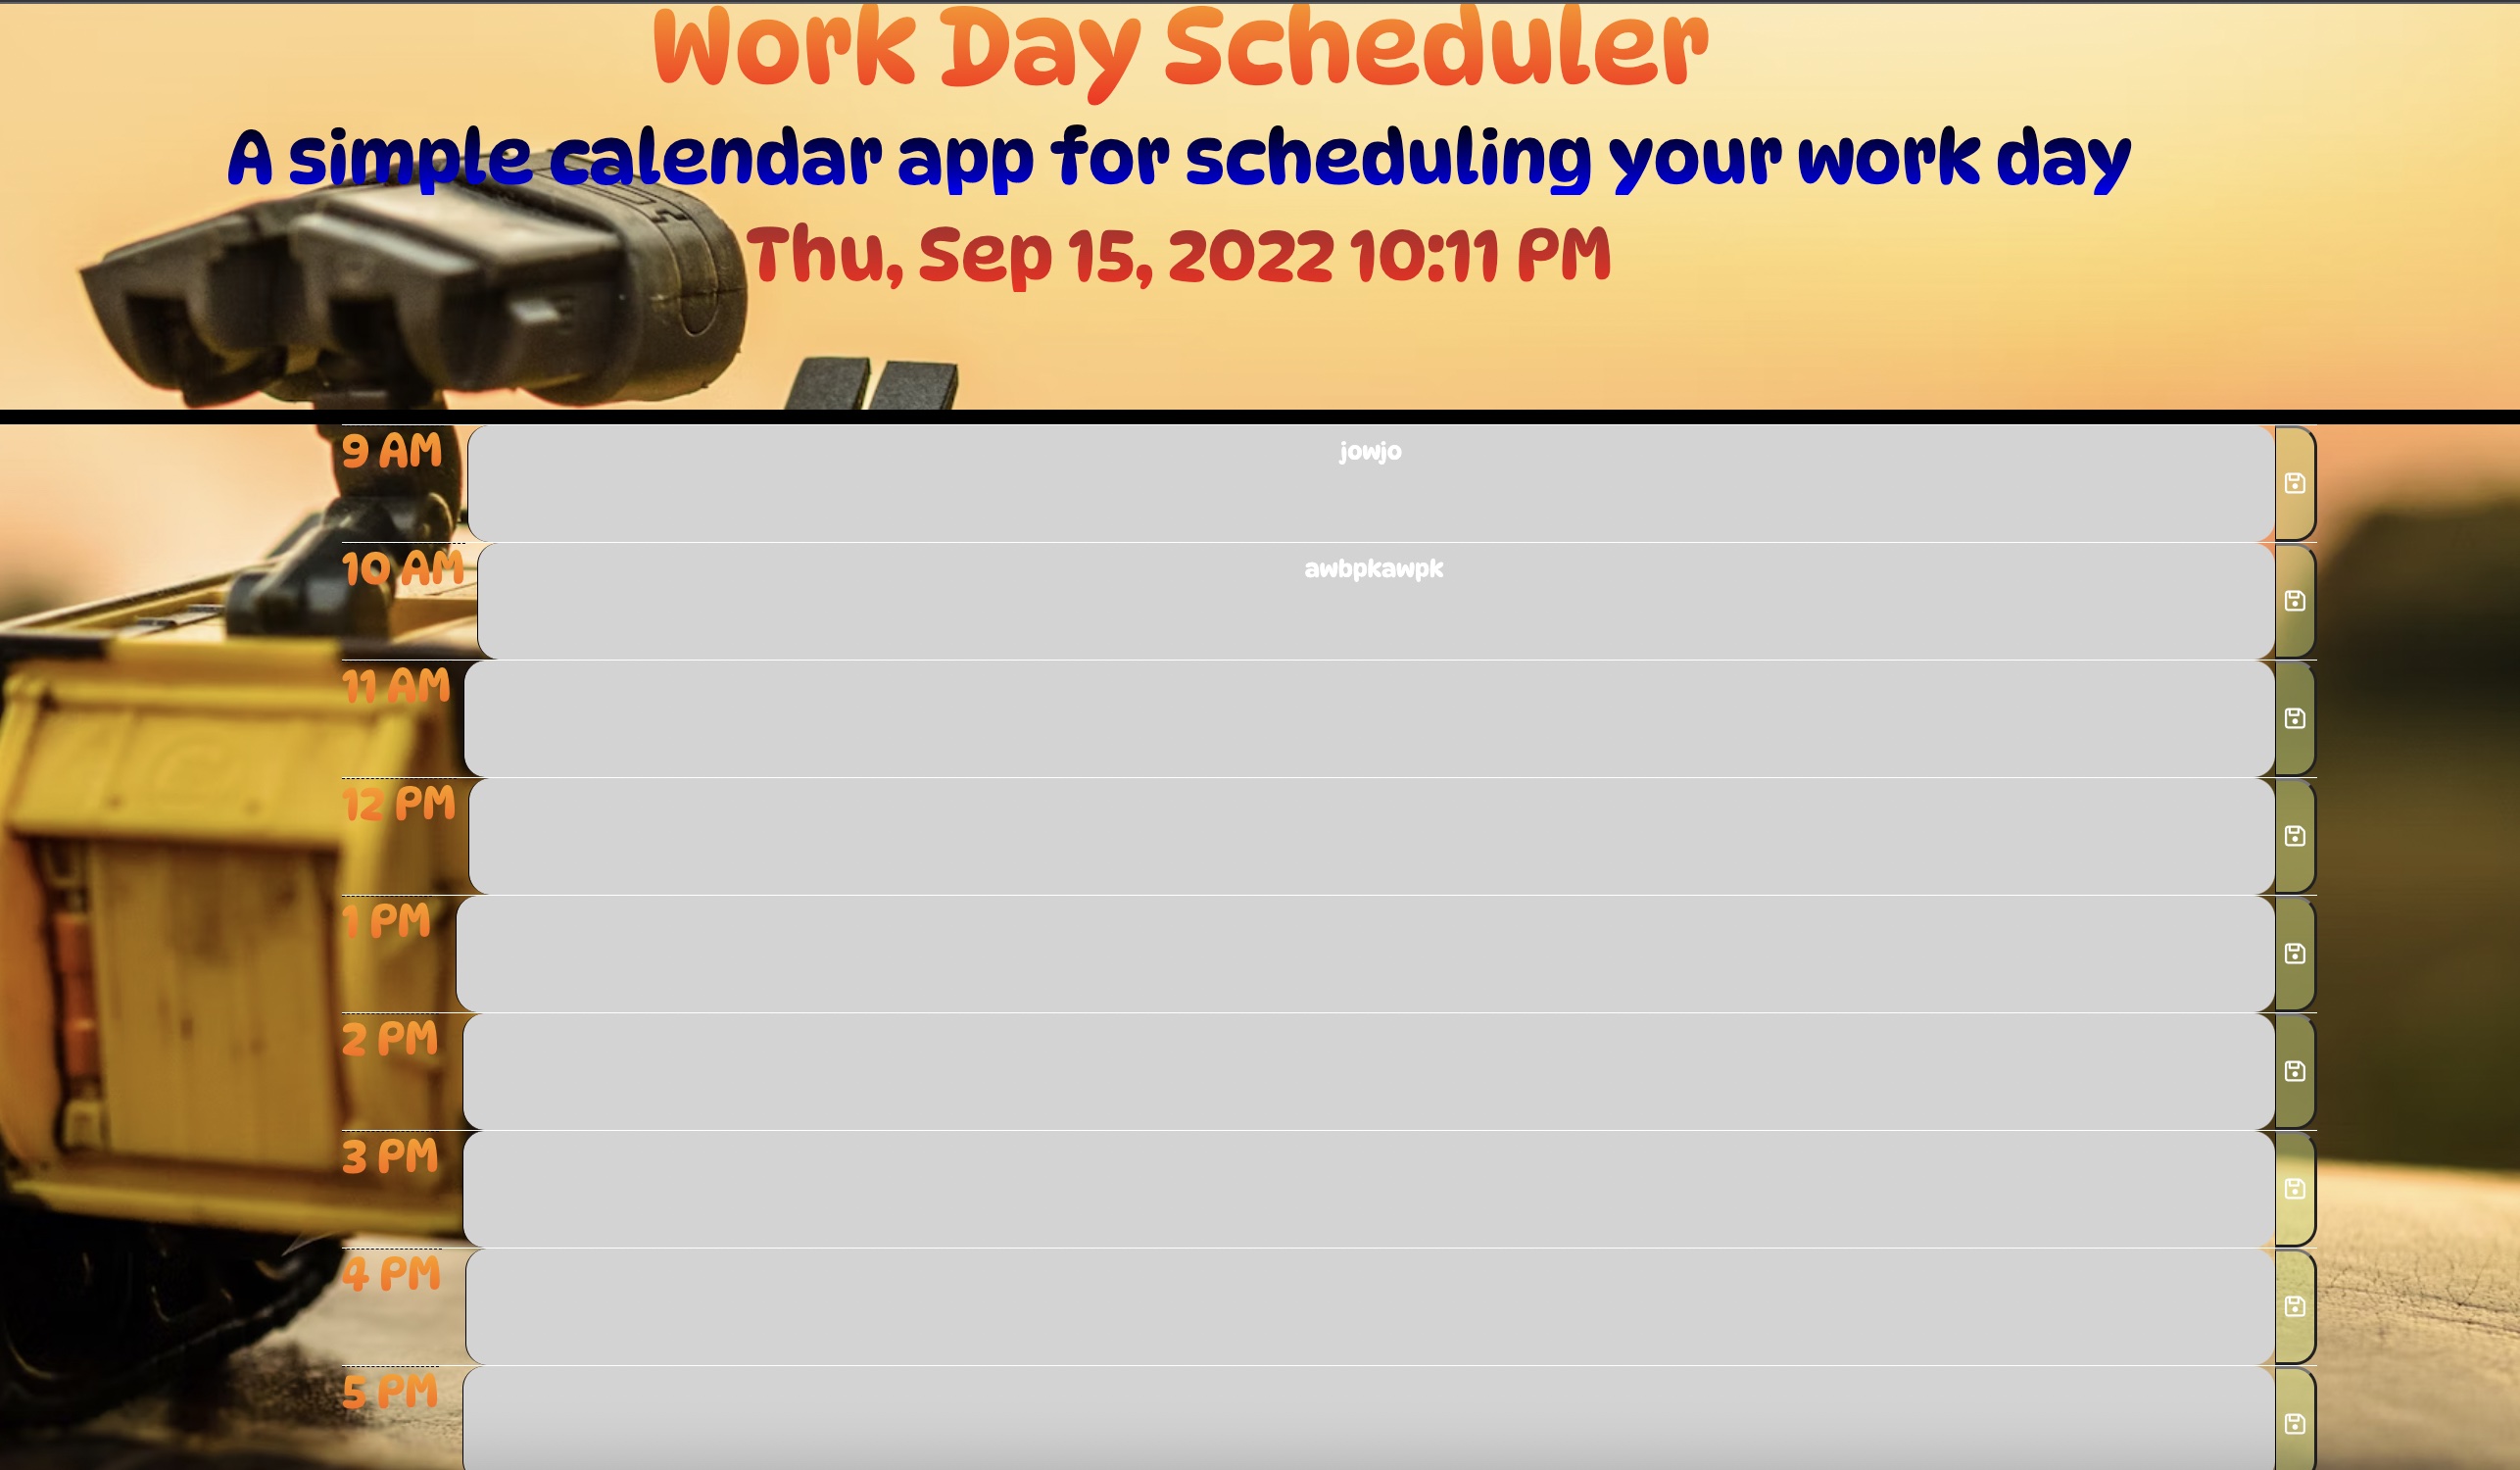 Work Day Scheduler
A simple calendar app for scheduling your work day
Thu, Sep 15, 2022 10:11 PM
9 AM jowjo
10 AM awbpkawpk
11 AM
12 PM
1 PM
2 PM
3 PM
4 PM
5 PM